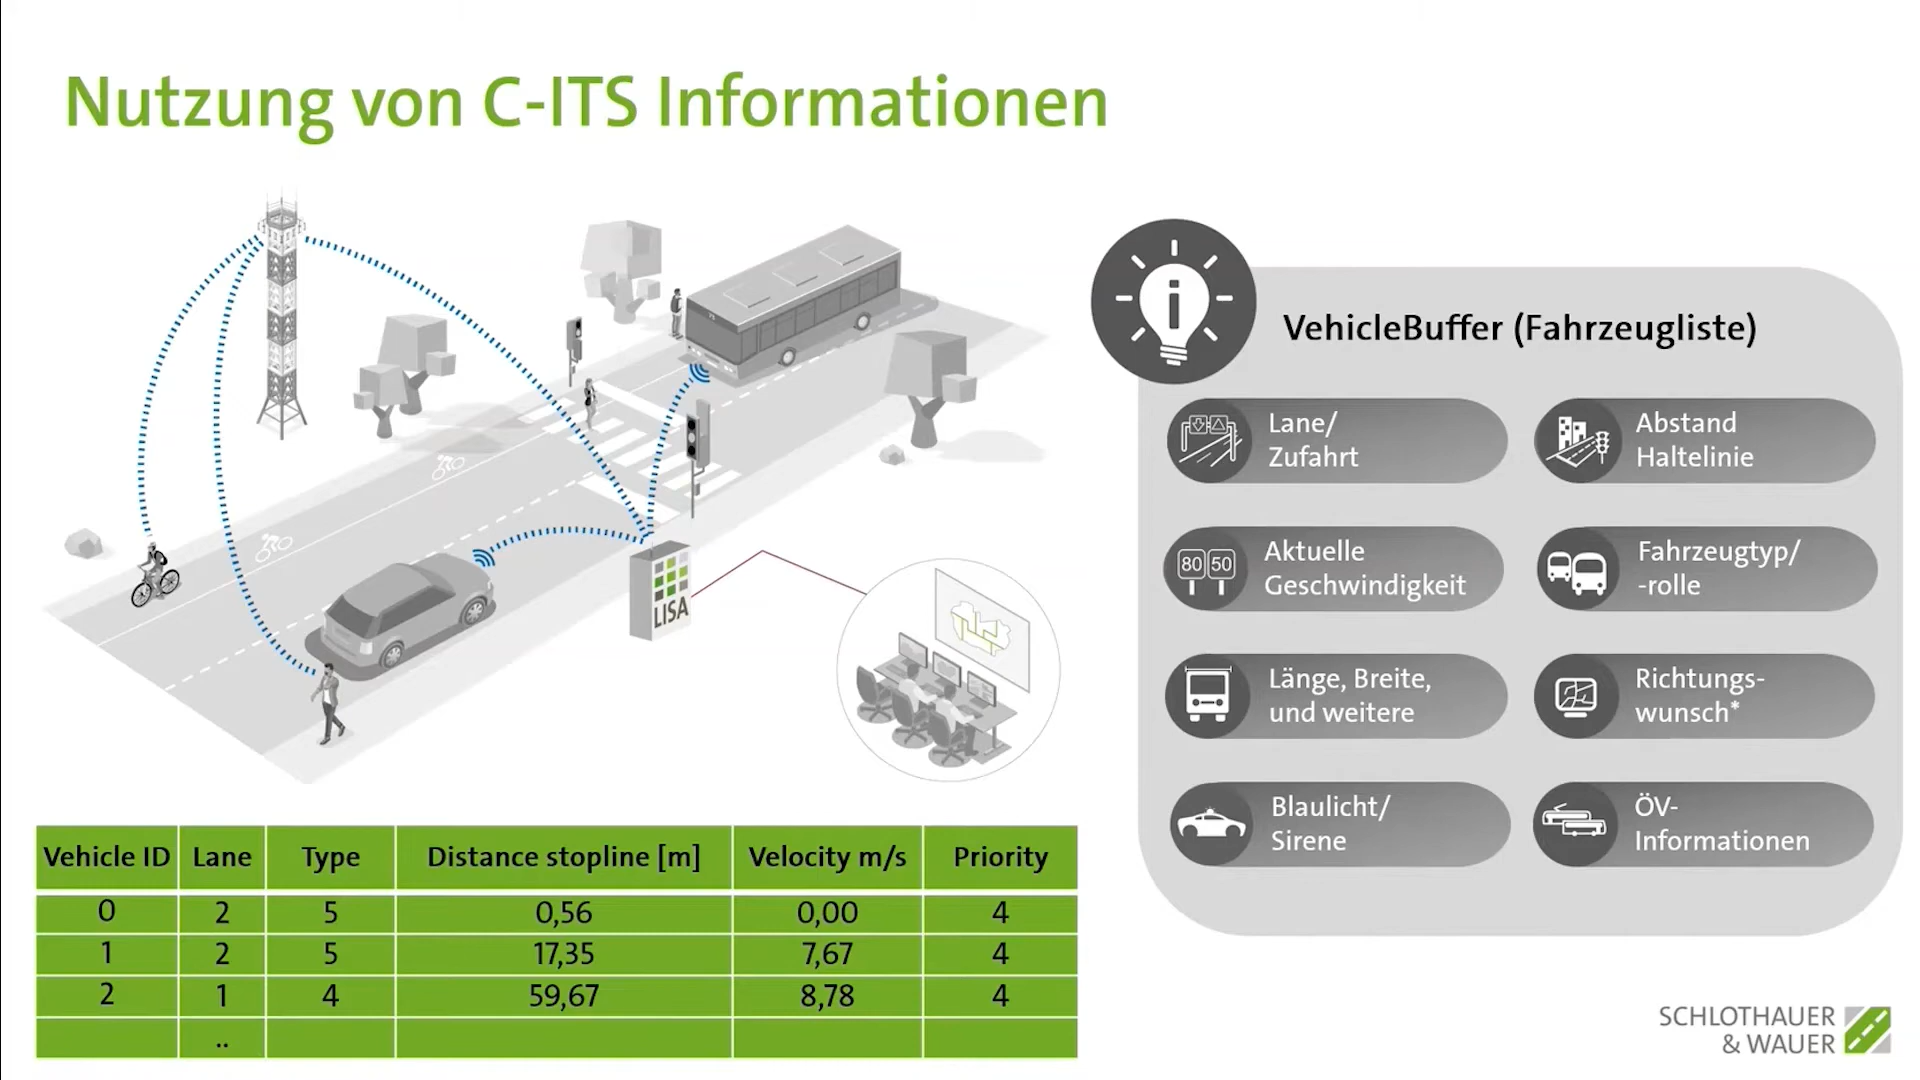 Nutzung von C-ITS Informationen
LISA
VehicleBuffer (Fahrzeugliste)
Lane/
Zufahrt
Abstand
Haltelinie
80 50
Aktuelle
Geschwindigkeit
Fahrzeugtyp/
-rolle
Länge, Breite,
und weitere
Richtungs-
wunsch*
Blaulicht/
Sirene
ÖV-
Informationen
Vehicle ID Lane Type Distance stopline [m] Velocity m/s Priority
0 2 5 0,56 0,00 4
1 2 5 17,35 7,67 4
2 1 4 59,67 8,78 4
..
SCHLOTHAUER
& WAUER